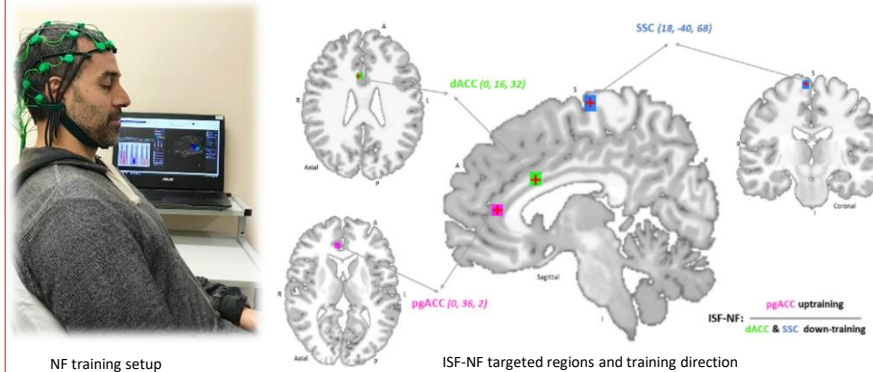 SSC (18, -40, 68)
dACC (0, 16, 32)
pgACC (0, 36, 2)
A
R
L
Axial
P
A
R
L
Axial
P
S
A
P
Sagittal
I
S
R
I
Coronal
ISF-NF:
pgACC uptraining
dACC & SSC down-training
ASUS
NF training setup
ISF-NF targeted regions and training direction